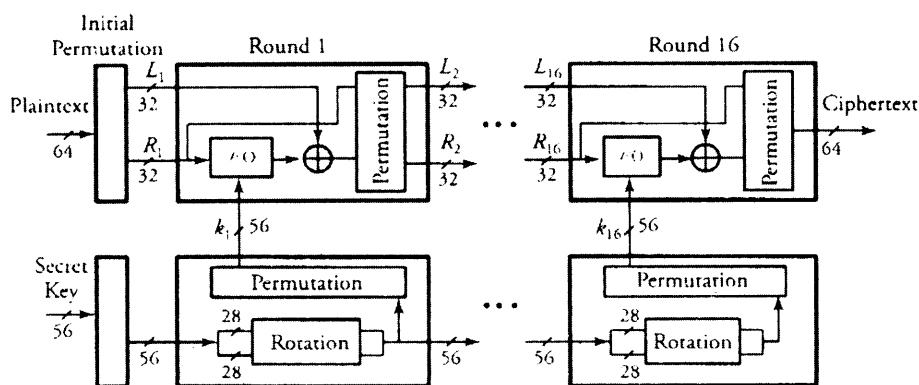 Initial
Permutation
Round 1
Round 16
L1
L2
L16
32
32
32
Plaintext
64
Permutation
Permutation
Ciphertext
64
R1
R2
R16
32
32
32
k1
56
k16
56
Secret
Key
56
Permutation
Permutation
28
28
Rotation
Rotation
56
56
56
28
28